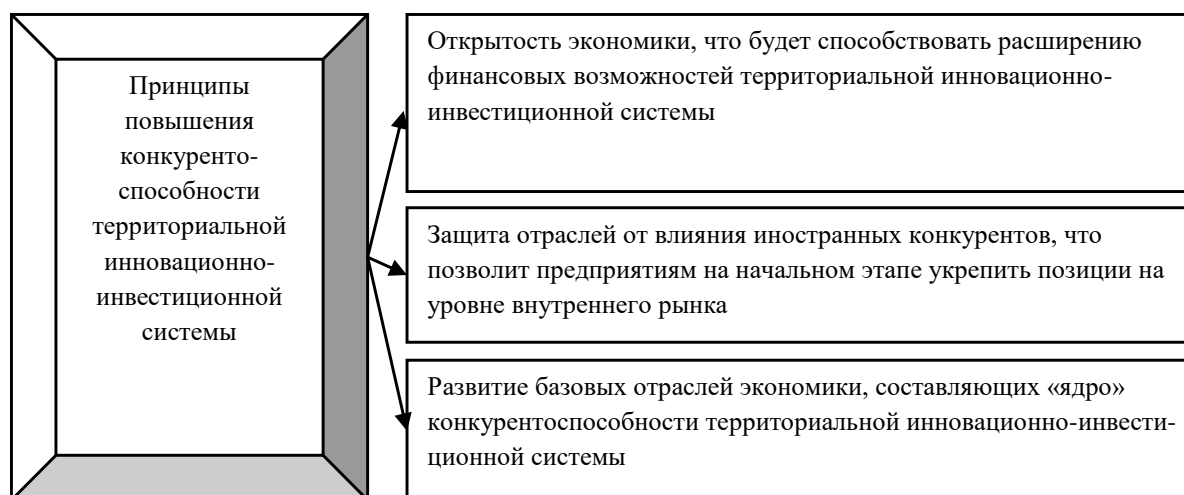 Принципы
повышения
конкуренто-
способности
территориальной
инновационно-
инвестиционной
системы
Открытость экономики, что будет способствовать расширению
финансовых возможностей территориальной инновационно-
инвестиционной системы
Защита отраслей от влияния иностранных конкурентов, что
позволит предприятиям на начальном этапе укрепить позиции на
уровне внутреннего рынка
Развитие базовых отраслей экономики, составляющих «ядро»
конкурентоспособности территориальной инновационно-инвести-
ционной системы